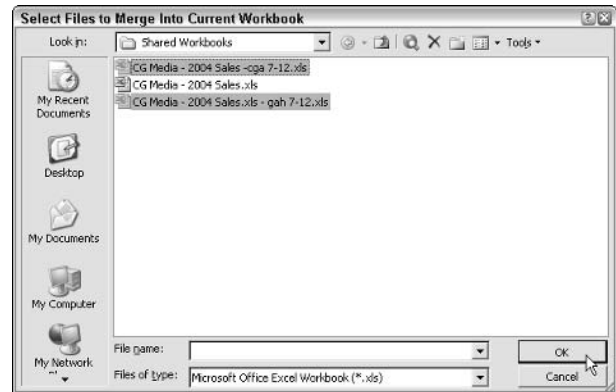 Select Files to Merge Into Current Workbook
Look in:
Shared Workbooks
Tools
CG Media - 2004 Sales -cga 7-12.xls
CG Media - 2004 Sales.xls
CG Media - 2004 Sales.xls - gah 7-12.xls
My Recent
Documents
Desktop
My Documents
My Computer
My Network
File name:
OK
Files of type:
Microsoft Office Excel Workbook (*.xls)
Cancel